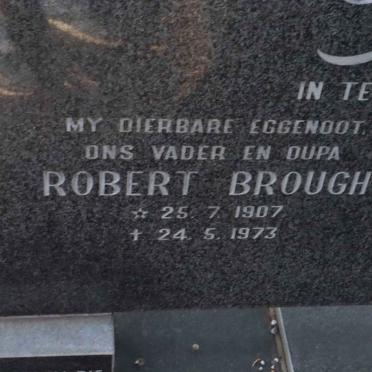 IN TE
MY DIERBARE EGGENOOT,
ONS VADER EN OUPA
ROBERT BROUGH
☆ 25. 7. 1907
† 24. 5. 1973